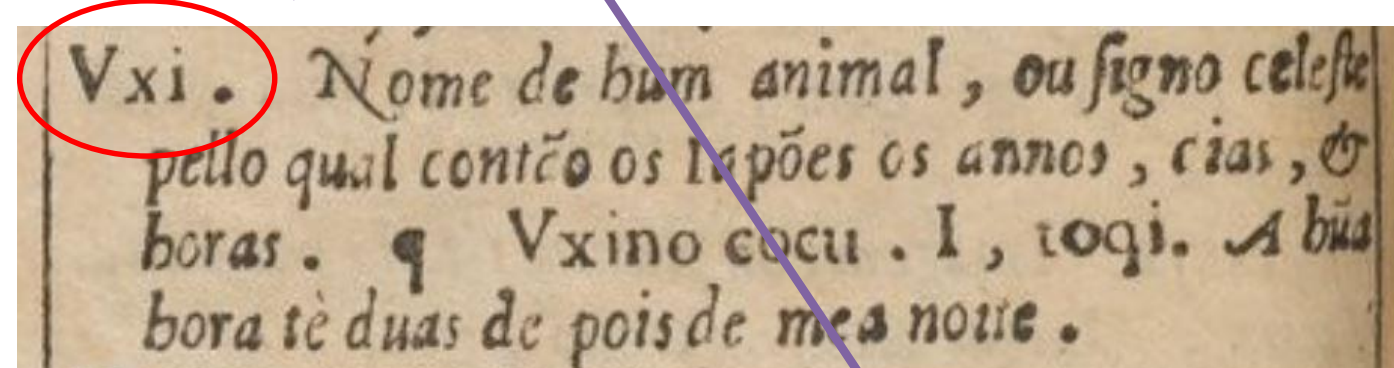 Vxi . Nome de hum animal , ou ſigno celeſte
pello qual contão os Iapões os annos , dias , &
horas . ¶ Vxino cocu . I , toqi. A hũa
hora tè duas de pois de mea noite .